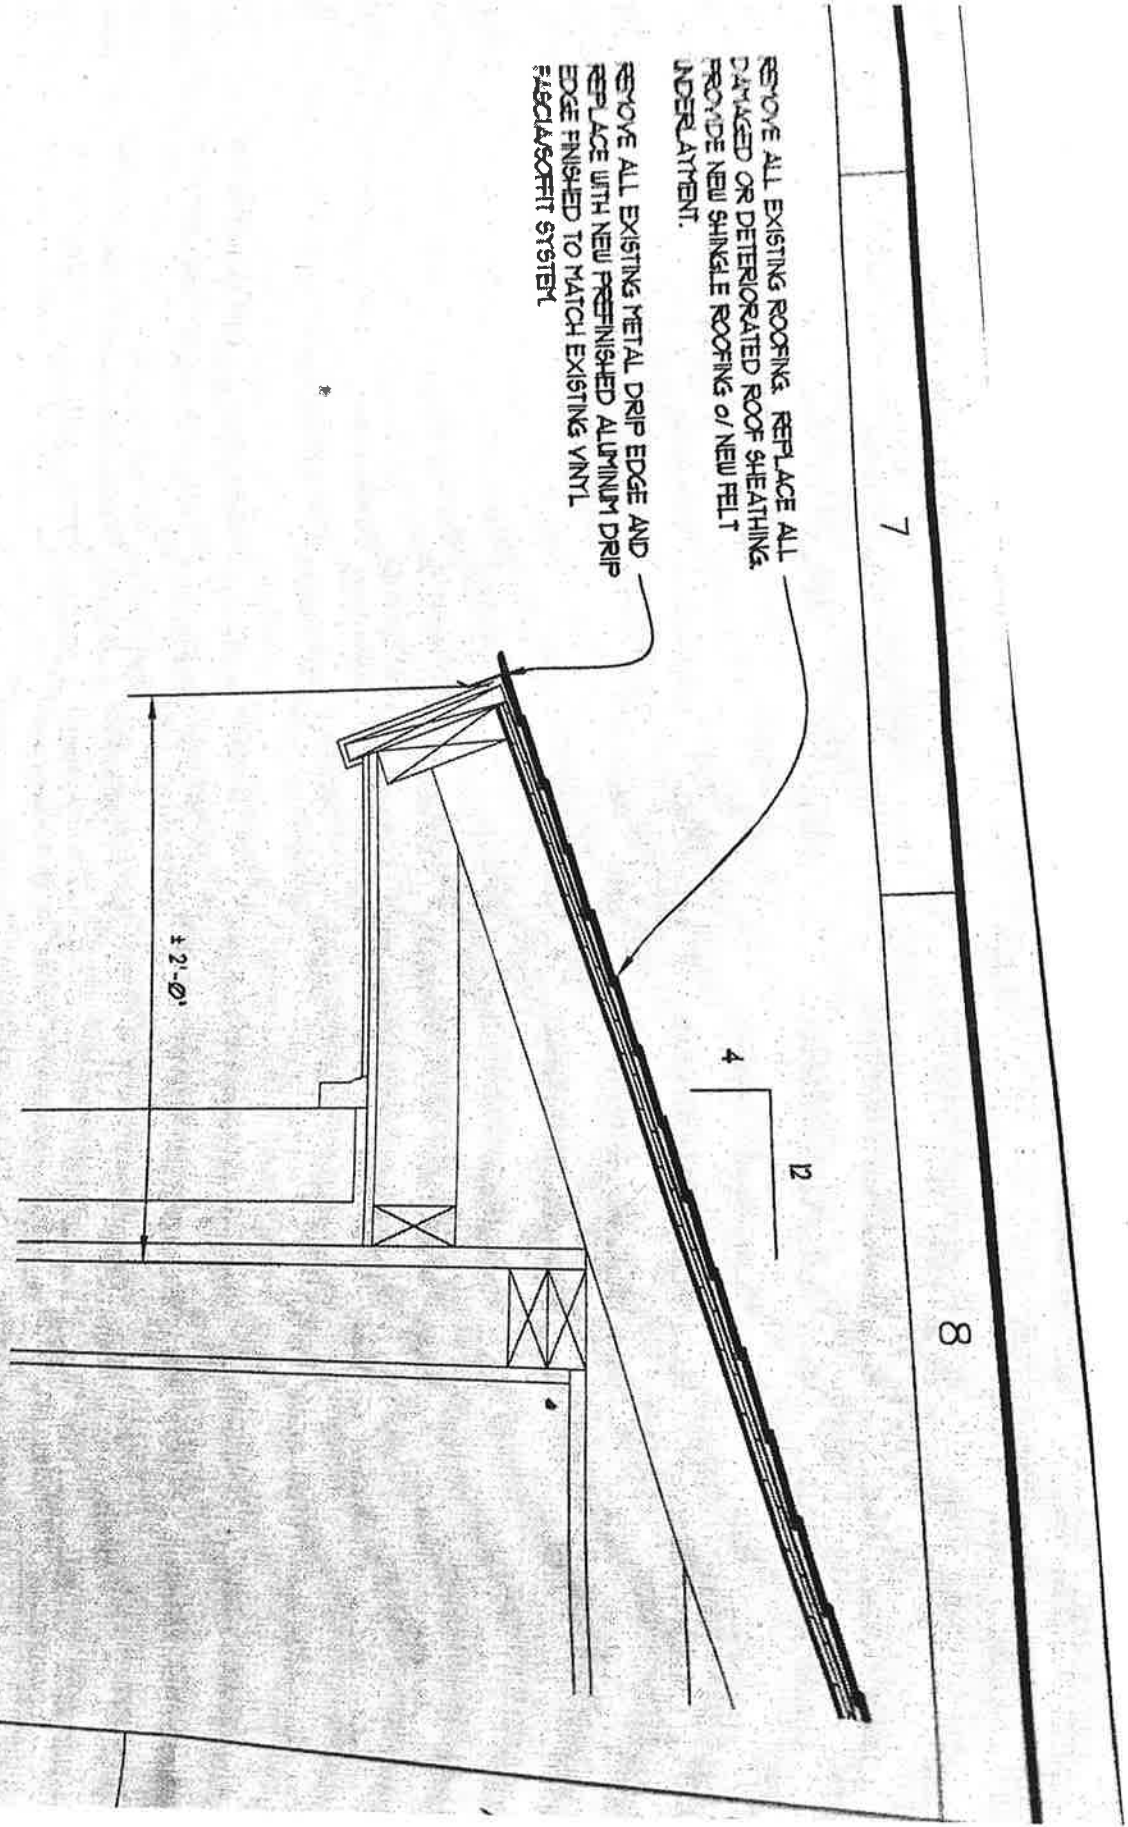 7
8
REMOVE ALL EXISTING ROOFING. REPLACE ALL
DAMAGED OR DETERIORATED ROOF SHEATHING.
PROVIDE NEW SHINGLE ROOFING o/ NEW FELT
UNDERLAYMENT.
REMOVE ALL EXISTING METAL DRIP EDGE AND
REPLACE WITH NEW PREFINISHED ALUMINUM DRIP
EDGE FINISHED TO MATCH EXISTING VINYL
FASCIA/SOFFIT SYSTEM.
12
4
± 2'-0"